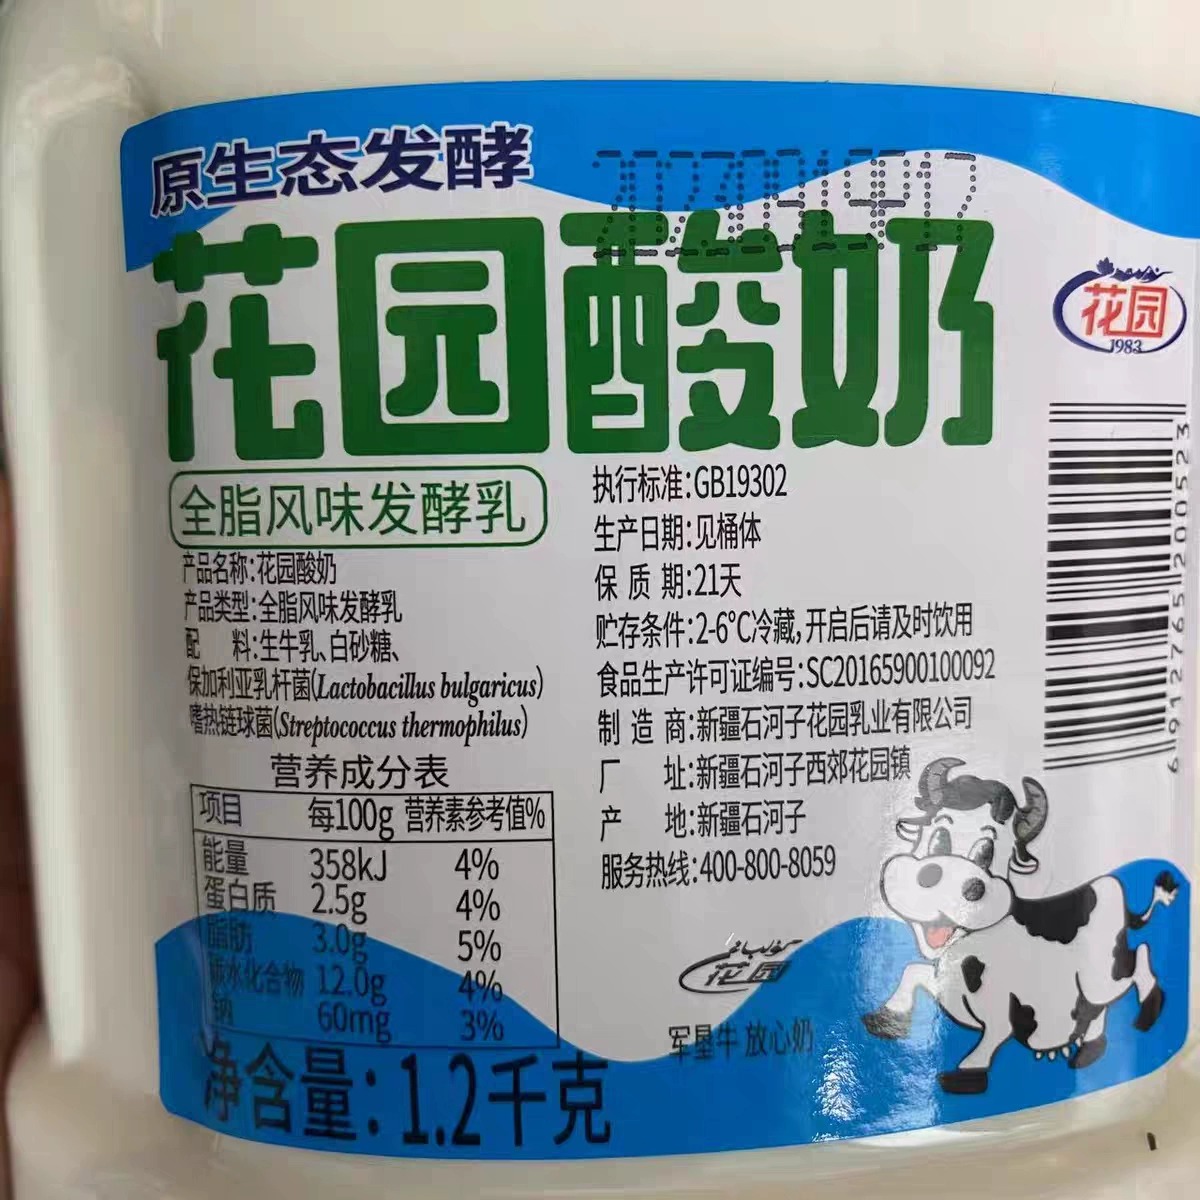 原生态发酵
花园酸奶
花园
1983
全脂风味发酵乳
产品名称:花园酸奶
产品类型:全脂风味发酵乳
配 料:生牛乳、白砂糖、
保加利亚乳杆菌(Lactobacillus bulgaricus)
嗜热链球菌(Streptococcus thermophilus)
营养成分表
项目 每100g 营养素参考值%
能量 358kJ 4%
蛋白质 2.5g 4%
脂肪 3.0g 5%
碳水化合物 12.0g 4%
钠 60mg 3%
净含量:1.2千克
执行标准:GB19302
生产日期:见桶体
保质期:21天
贮存条件:2-6℃冷藏,开启后请及时饮用
食品生产许可证编号:SC20165900100092
制造商:新疆石河子花园乳业有限公司
厂 址:新疆石河子西郊花园镇
产 地:新疆石河子
服务热线:400-800-8059
花园
军垦牛 放心奶
6912765200523